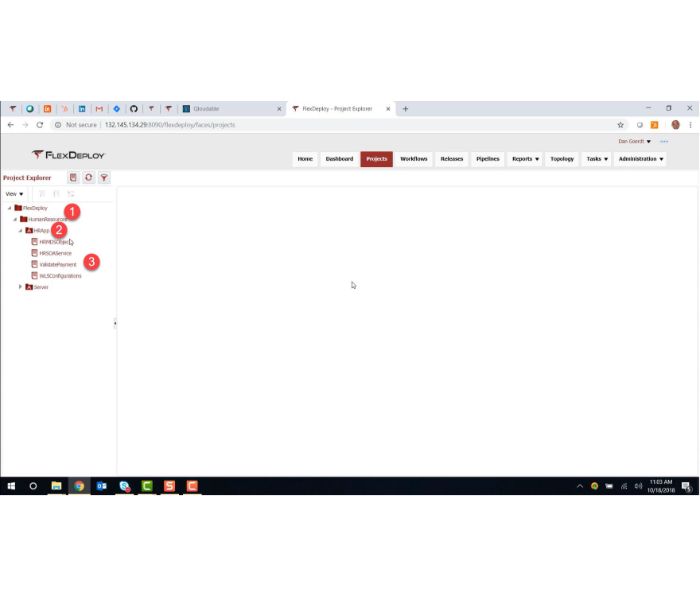 Qloudable
FlexDeploy - Project Explorer
Not secure | 132.145.134.29:8090/flexdeploy/faces/projects
Dan Goerdt
FLEXDEPLOY
Home Dashboard Projects Workflows Releases Pipelines Reports Topology Tasks Administration
Project Explorer
View
FlexDeploy
1
HumanResources
HRApp 2
HRMDSObjects
HRSOAService
ValidatePayment 3
WLSConfigurations
Server
11:03 AM
10/18/2018